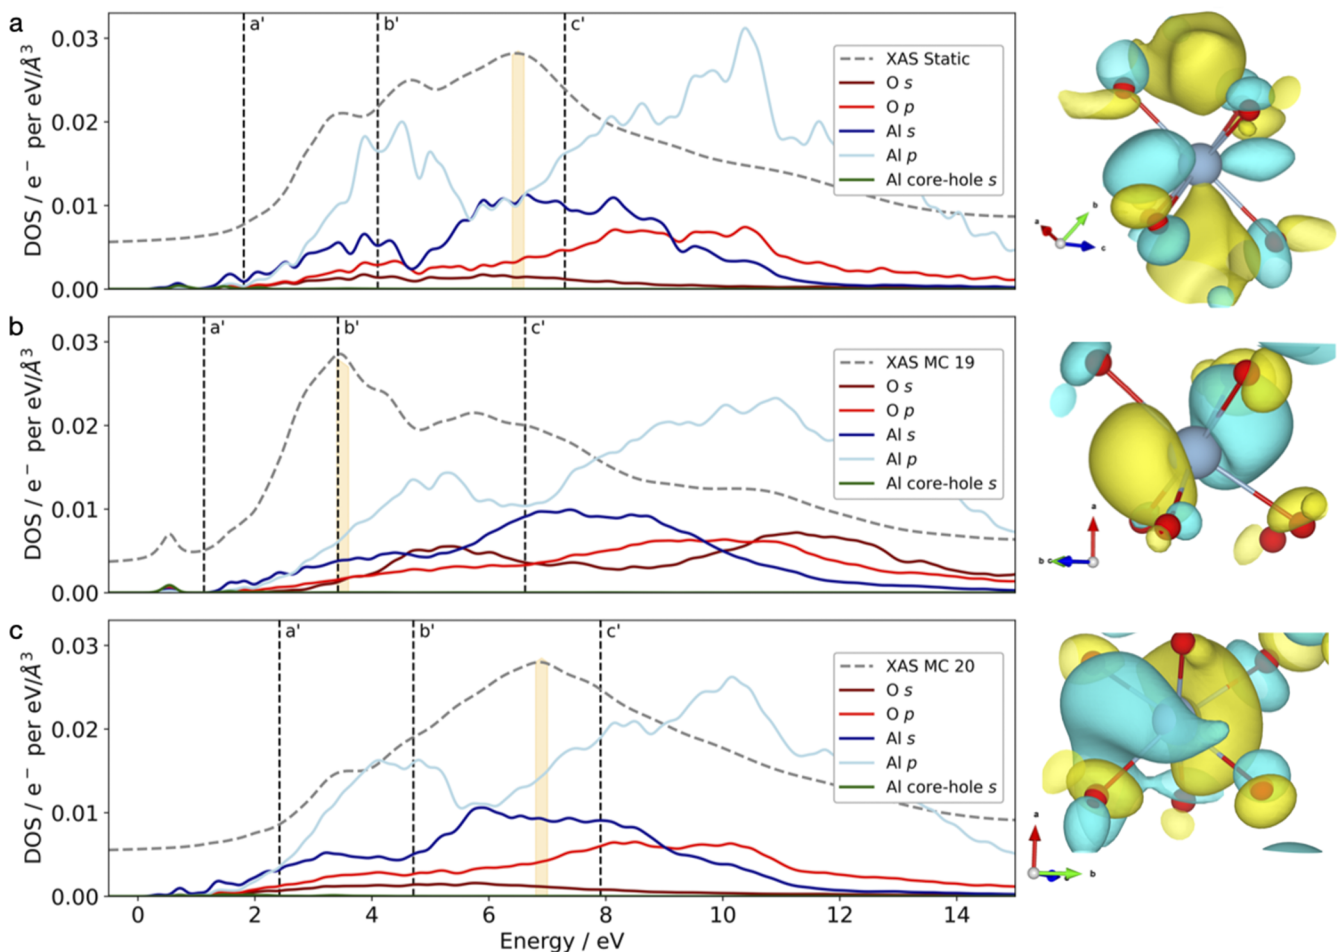 a
a'
b'
c'
0.03
0.02
0.01
0.00
DOS / e⁻ per eV/Å³
XAS Static
O s
O p
Al s
Al p
Al core-hole s
a
b
c
b
a'
b'
c'
0.03
0.02
0.01
0.00
DOS / e⁻ per eV/Å³
XAS MC 19
O s
O p
Al s
Al p
Al core-hole s
a
b c
c
a'
b'
c'
0.03
0.02
0.01
0.00
DOS / e⁻ per eV/Å³
XAS MC 20
O s
O p
Al s
Al p
Al core-hole s
a
b
0 2 4 6 8 10 12 14
Energy / eV